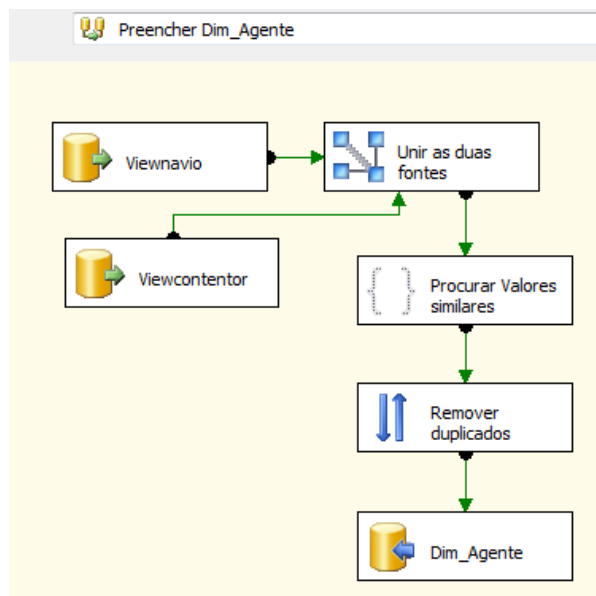 Preencher Dim_Agente
Viewnavio
Unir as duas
fontes
Viewcontentor
Procurar Valores
similares
Remover
duplicados
Dim_Agente